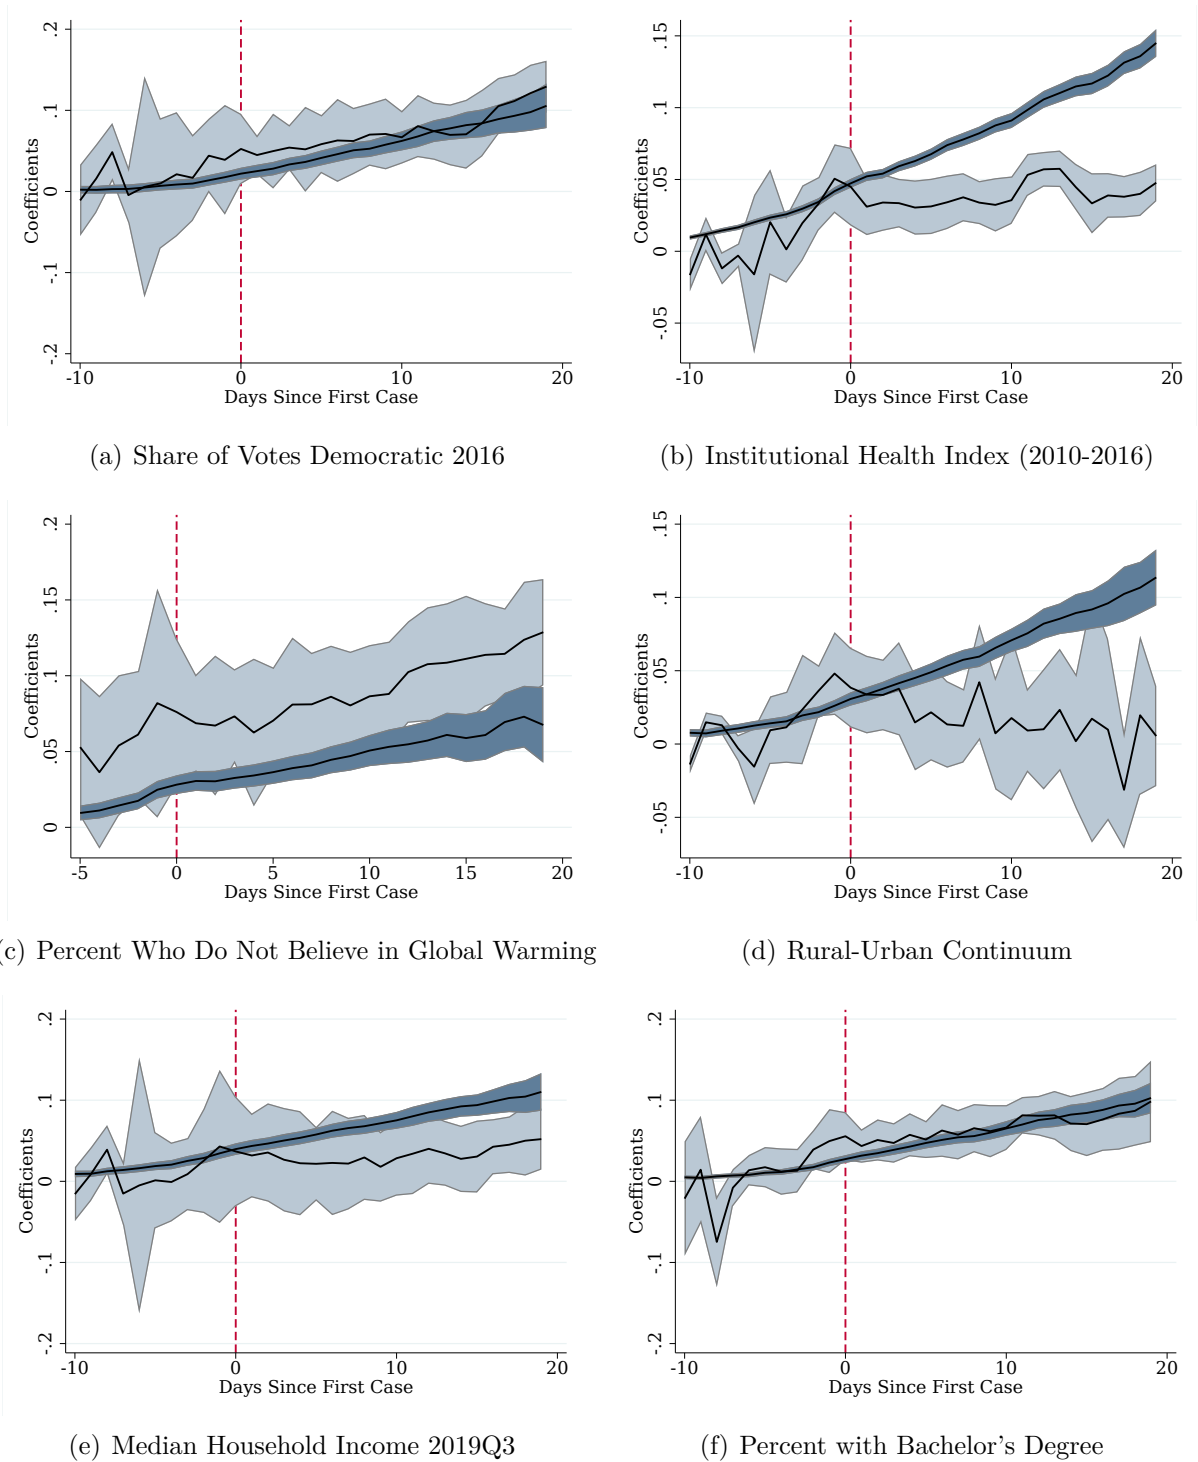 .2
.1
0
-.1
-.2
Coefficients
-10 0 10 20
Days Since First Case
(a) Share of Votes Democratic 2016
.15
.1
.05
0
-.05
Coefficients
-10 0 10 20
Days Since First Case
(b) Institutional Health Index (2010-2016)
.2
.15
.1
.05
0
Coefficients
-5 0 5 10 15 20
Days Since First Case
(c) Percent Who Do Not Believe in Global Warming
.15
.1
.05
0
-.05
Coefficients
-10 0 10 20
Days Since First Case
(d) Rural-Urban Continuum
.2
.1
0
-.1
-.2
Coefficients
-10 0 10 20
Days Since First Case
(e) Median Household Income 2019Q3
.2
.1
0
-.1
-.2
Coefficients
-10 0 10 20
Days Since First Case
(f) Percent with Bachelor's Degree